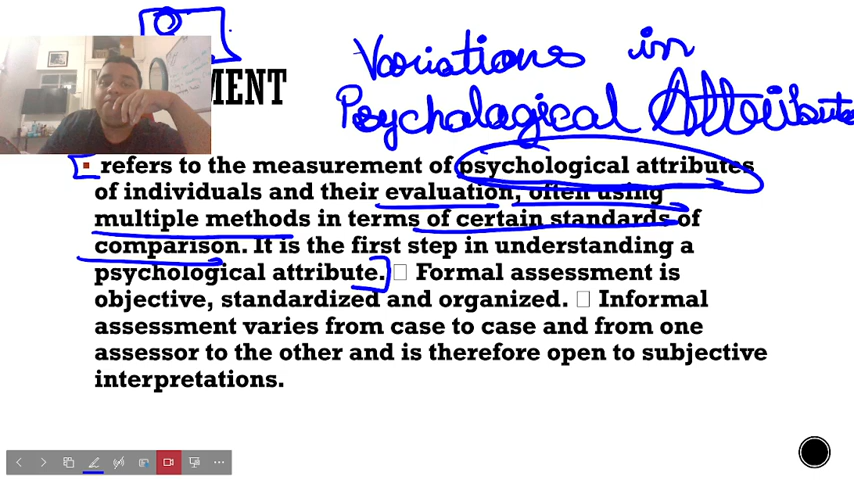 Variations in
MENT
Psychological Attribute
▪ refers to the measurement of psychological attributes
of individuals and their evaluation, often using
multiple methods in terms of certain standards of
comparison. It is the first step in understanding a
psychological attribute. □ Formal assessment is
objective, standardized and organized. □ Informal
assessment varies from case to case and from one
assessor to the other and is therefore open to subjective
interpretations.